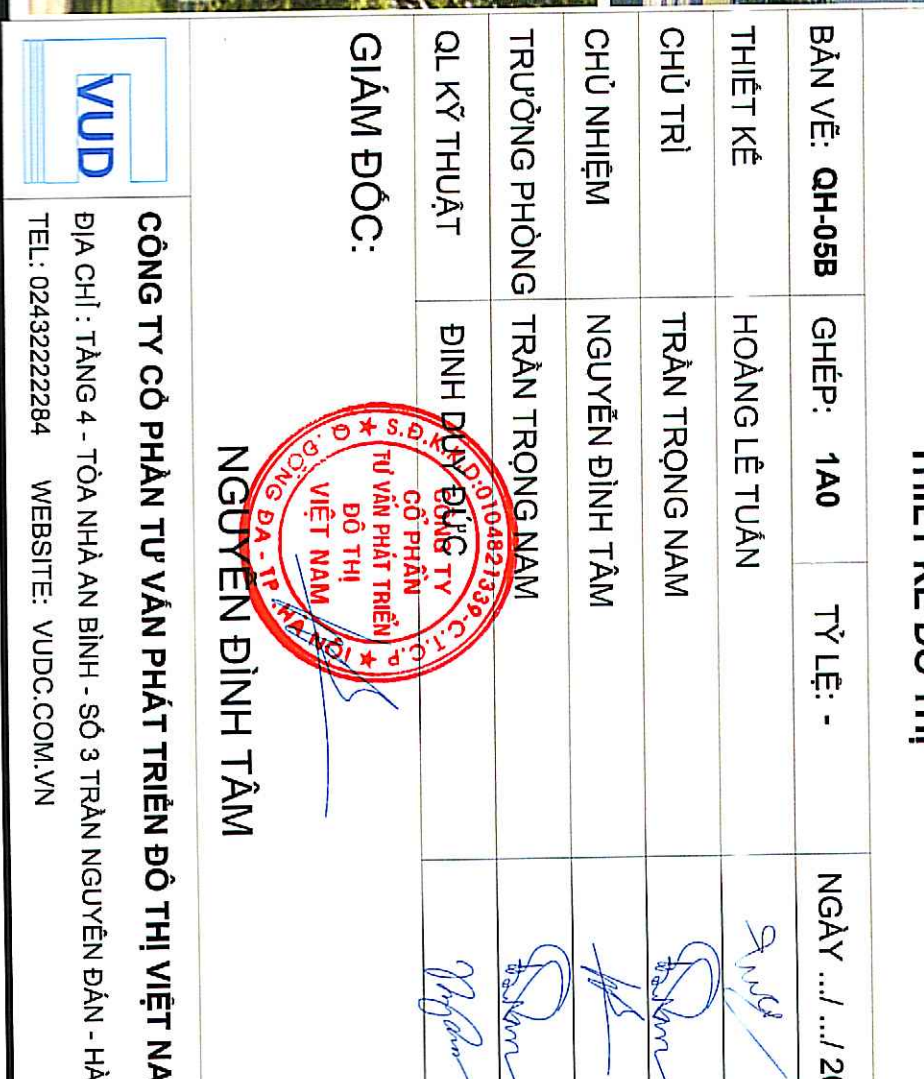 THIẾT KẾ ĐÔ THỊ
BẢN VẼ: QH-05B GHÉP: 1A0 TỶ LỆ: - NGÀY .../ .../ 20
THIẾT KẾ HOÀNG LÊ TUẤN
CHỦ TRÌ TRẦN TRỌNG NAM
CHỦ NHIỆM NGUYỄN ĐÌNH TÂM
TRƯỞNG PHÒNG TRẦN TRỌNG NAM
QL KỸ THUẬT ĐINH DUY ĐỨC
GIÁM ĐỐC:
S.Đ.K.K.D:0104821339-C.T.C.P
CÔNG TY
CỔ PHẦN
TƯ VẤN PHÁT TRIỂN
ĐÔ THỊ
VIỆT NAM
Q. ĐỐNG ĐA - TP. HÀ NỘI
NGUYỄN ĐÌNH TÂM
VUD
CÔNG TY CỔ PHẦN TƯ VẤN PHÁT TRIỂN ĐÔ THỊ VIỆT NA
ĐỊA CHỈ : TẦNG 4 - TÒA NHÀ AN BÌNH - SỐ 3 TRẦN NGUYÊN ĐÁN - HÀ
TEL: 02432222284 WEBSITE: VUDC.COM.VN